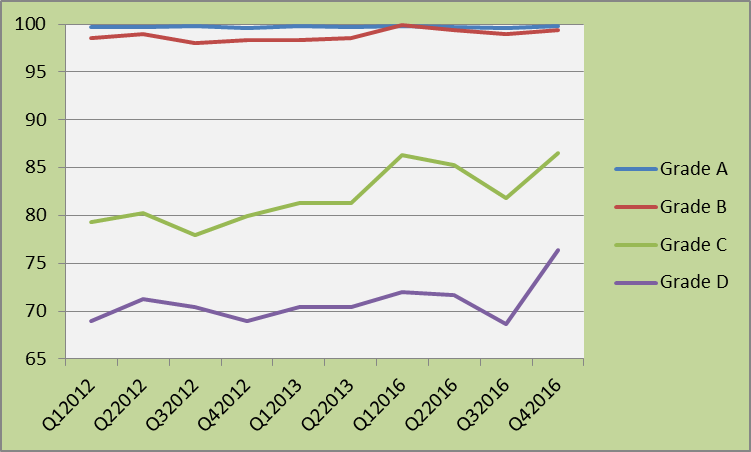 100
95
90
85
80
75
70
65
Q12012
Q22012
Q32012
Q42012
Q12013
Q22013
Q12016
Q22016
Q32016
Q42016
Grade A
Grade B
Grade C
Grade D